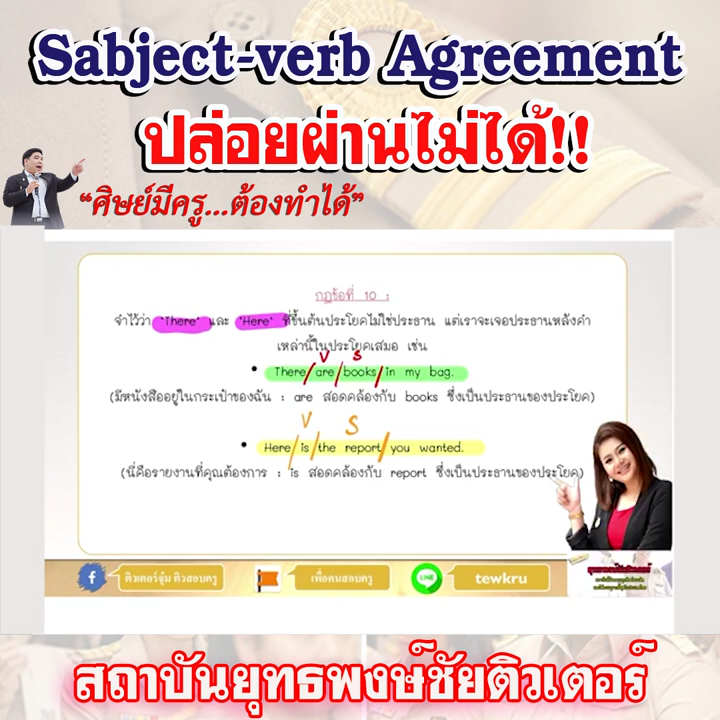 Sabject-verb Agreement
ปล่อยผ่านไม่ได้!!
“ศิษย์มีครู...ต้องทำได้”
กฎข้อที่ 10 :
จำไว้ว่า 'There' และ 'Here' ที่ขึ้นต้นประโยคไม่ใช่ประธาน แต่เราจะเจอประธานหลังคำ
เหล่านี้ในประโยคเสมอ เช่น
V S
• There/are/books/in my bag.
(มีหนังสืออยู่ในกระเป๋าของฉัน : are สอดคล้องกับ books ซึ่งเป็นประธานของประโยค)
V S
• Here/is/the report/you wanted.
(นี่คือรายงานที่คุณต้องการ : is สอดคล้องกับ report ซึ่งเป็นประธานของประโยค)
f ติวเตอร์จุ๋ม ติวสอบครู เพื่อคนสอบครู LINE tewkru
สถาบันยุทธพงษ์ชัยติวเตอร์